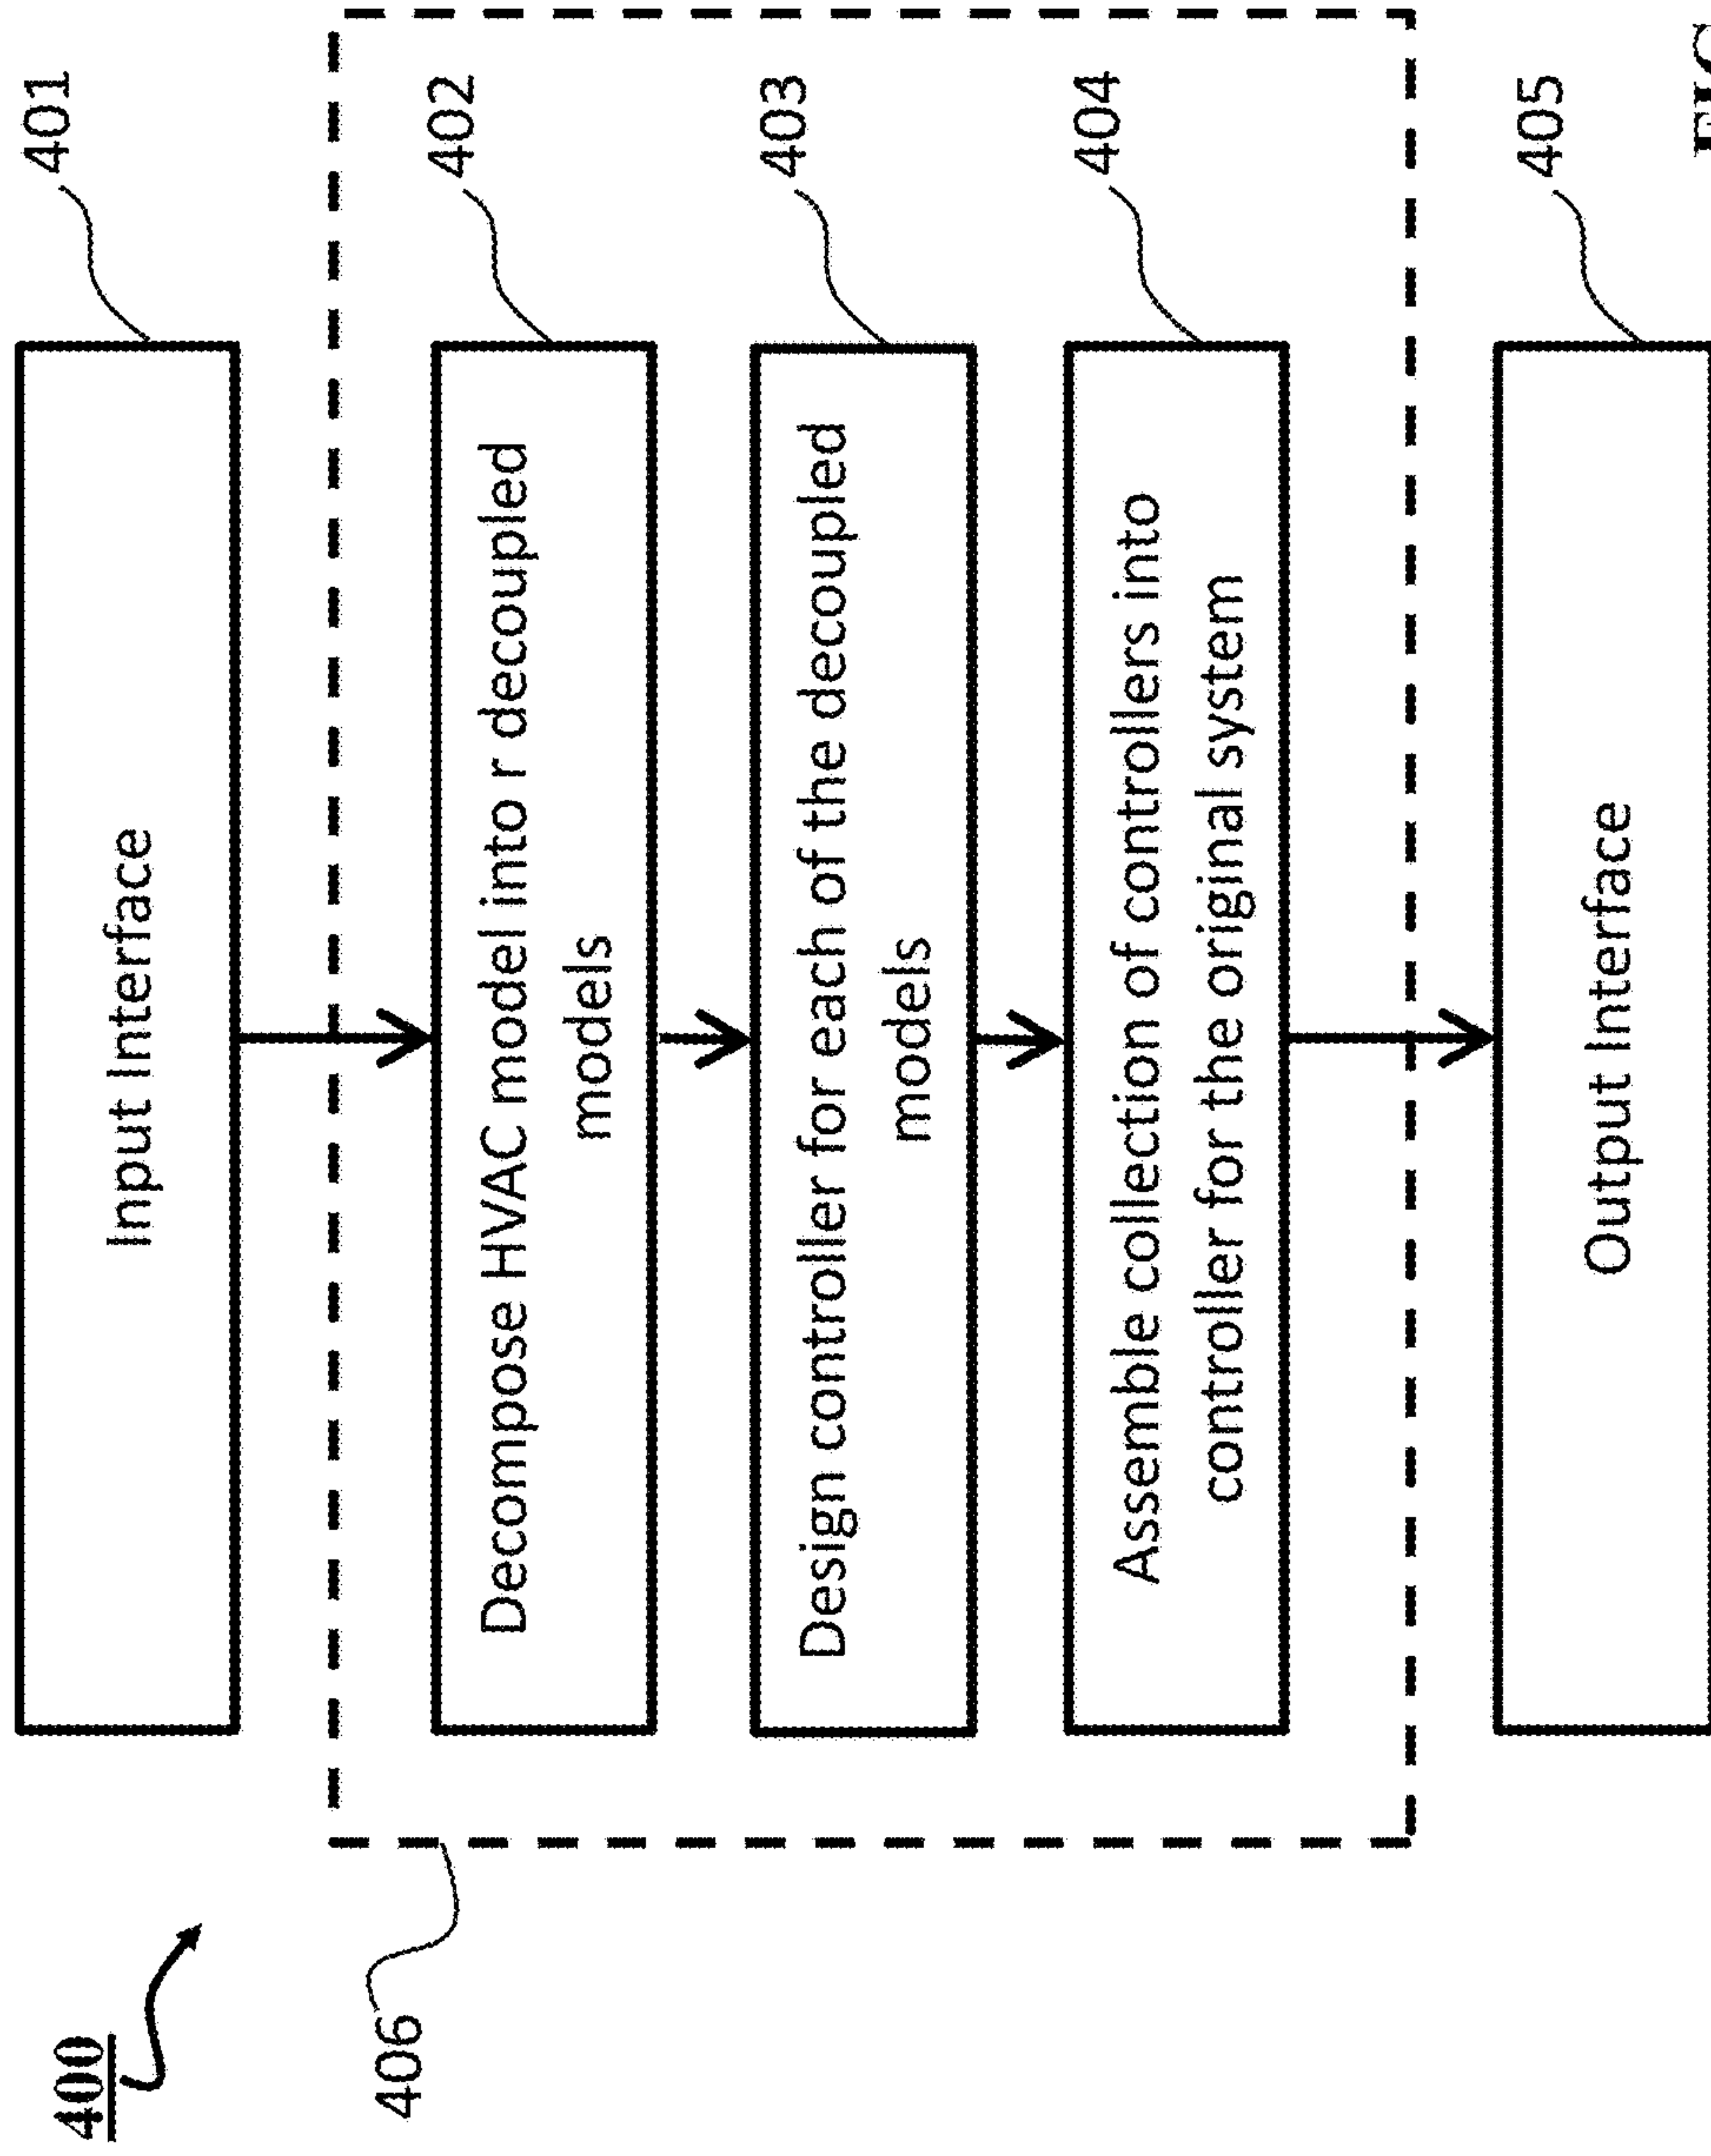 400
Input Interface
401
406
Decompose HVAC model into r decoupled
models
402
Design controller for each of the decoupled
models
403
Assemble collection of controllers into
controller for the original system
404
Output Interface
405